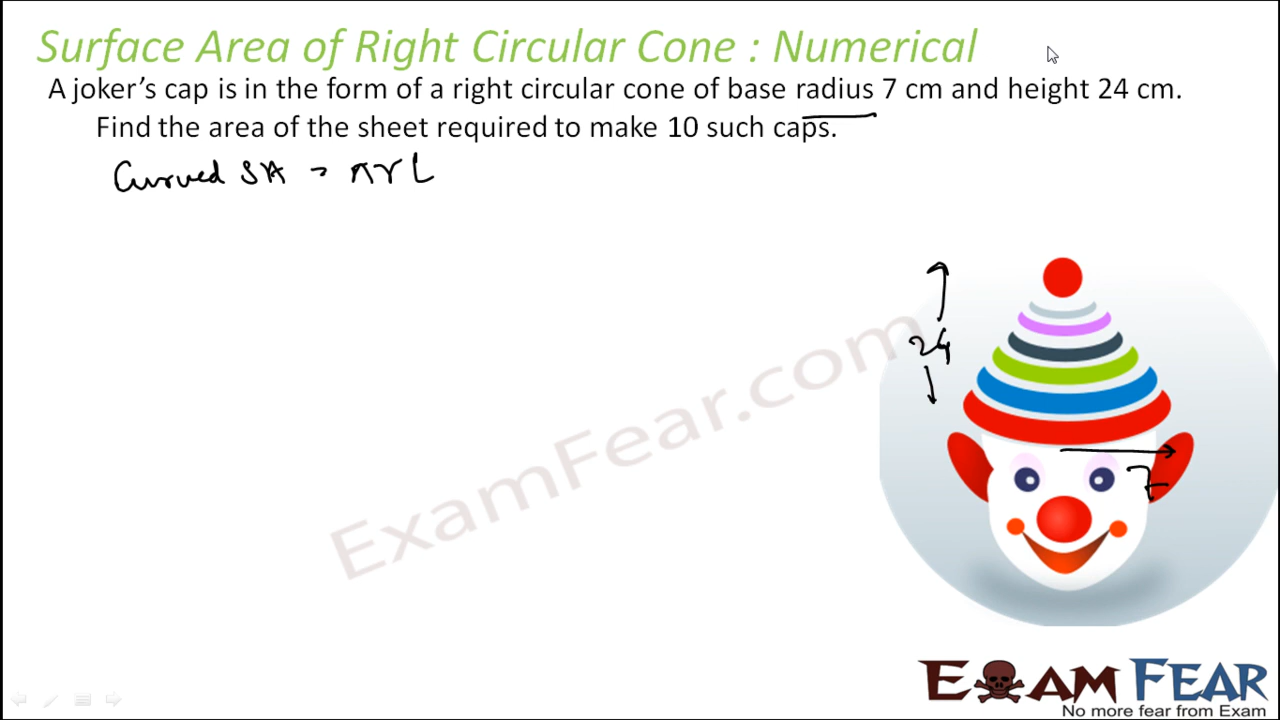 Surface Area of Right Circular Cone : Numerical
A joker's cap is in the form of a right circular cone of base radius 7 cm and height 24 cm.
Find the area of the sheet required to make 10 such caps.
Curved SA = πrL
24
7
ExamFear.com
EXAM FEAR
No more fear from Exam